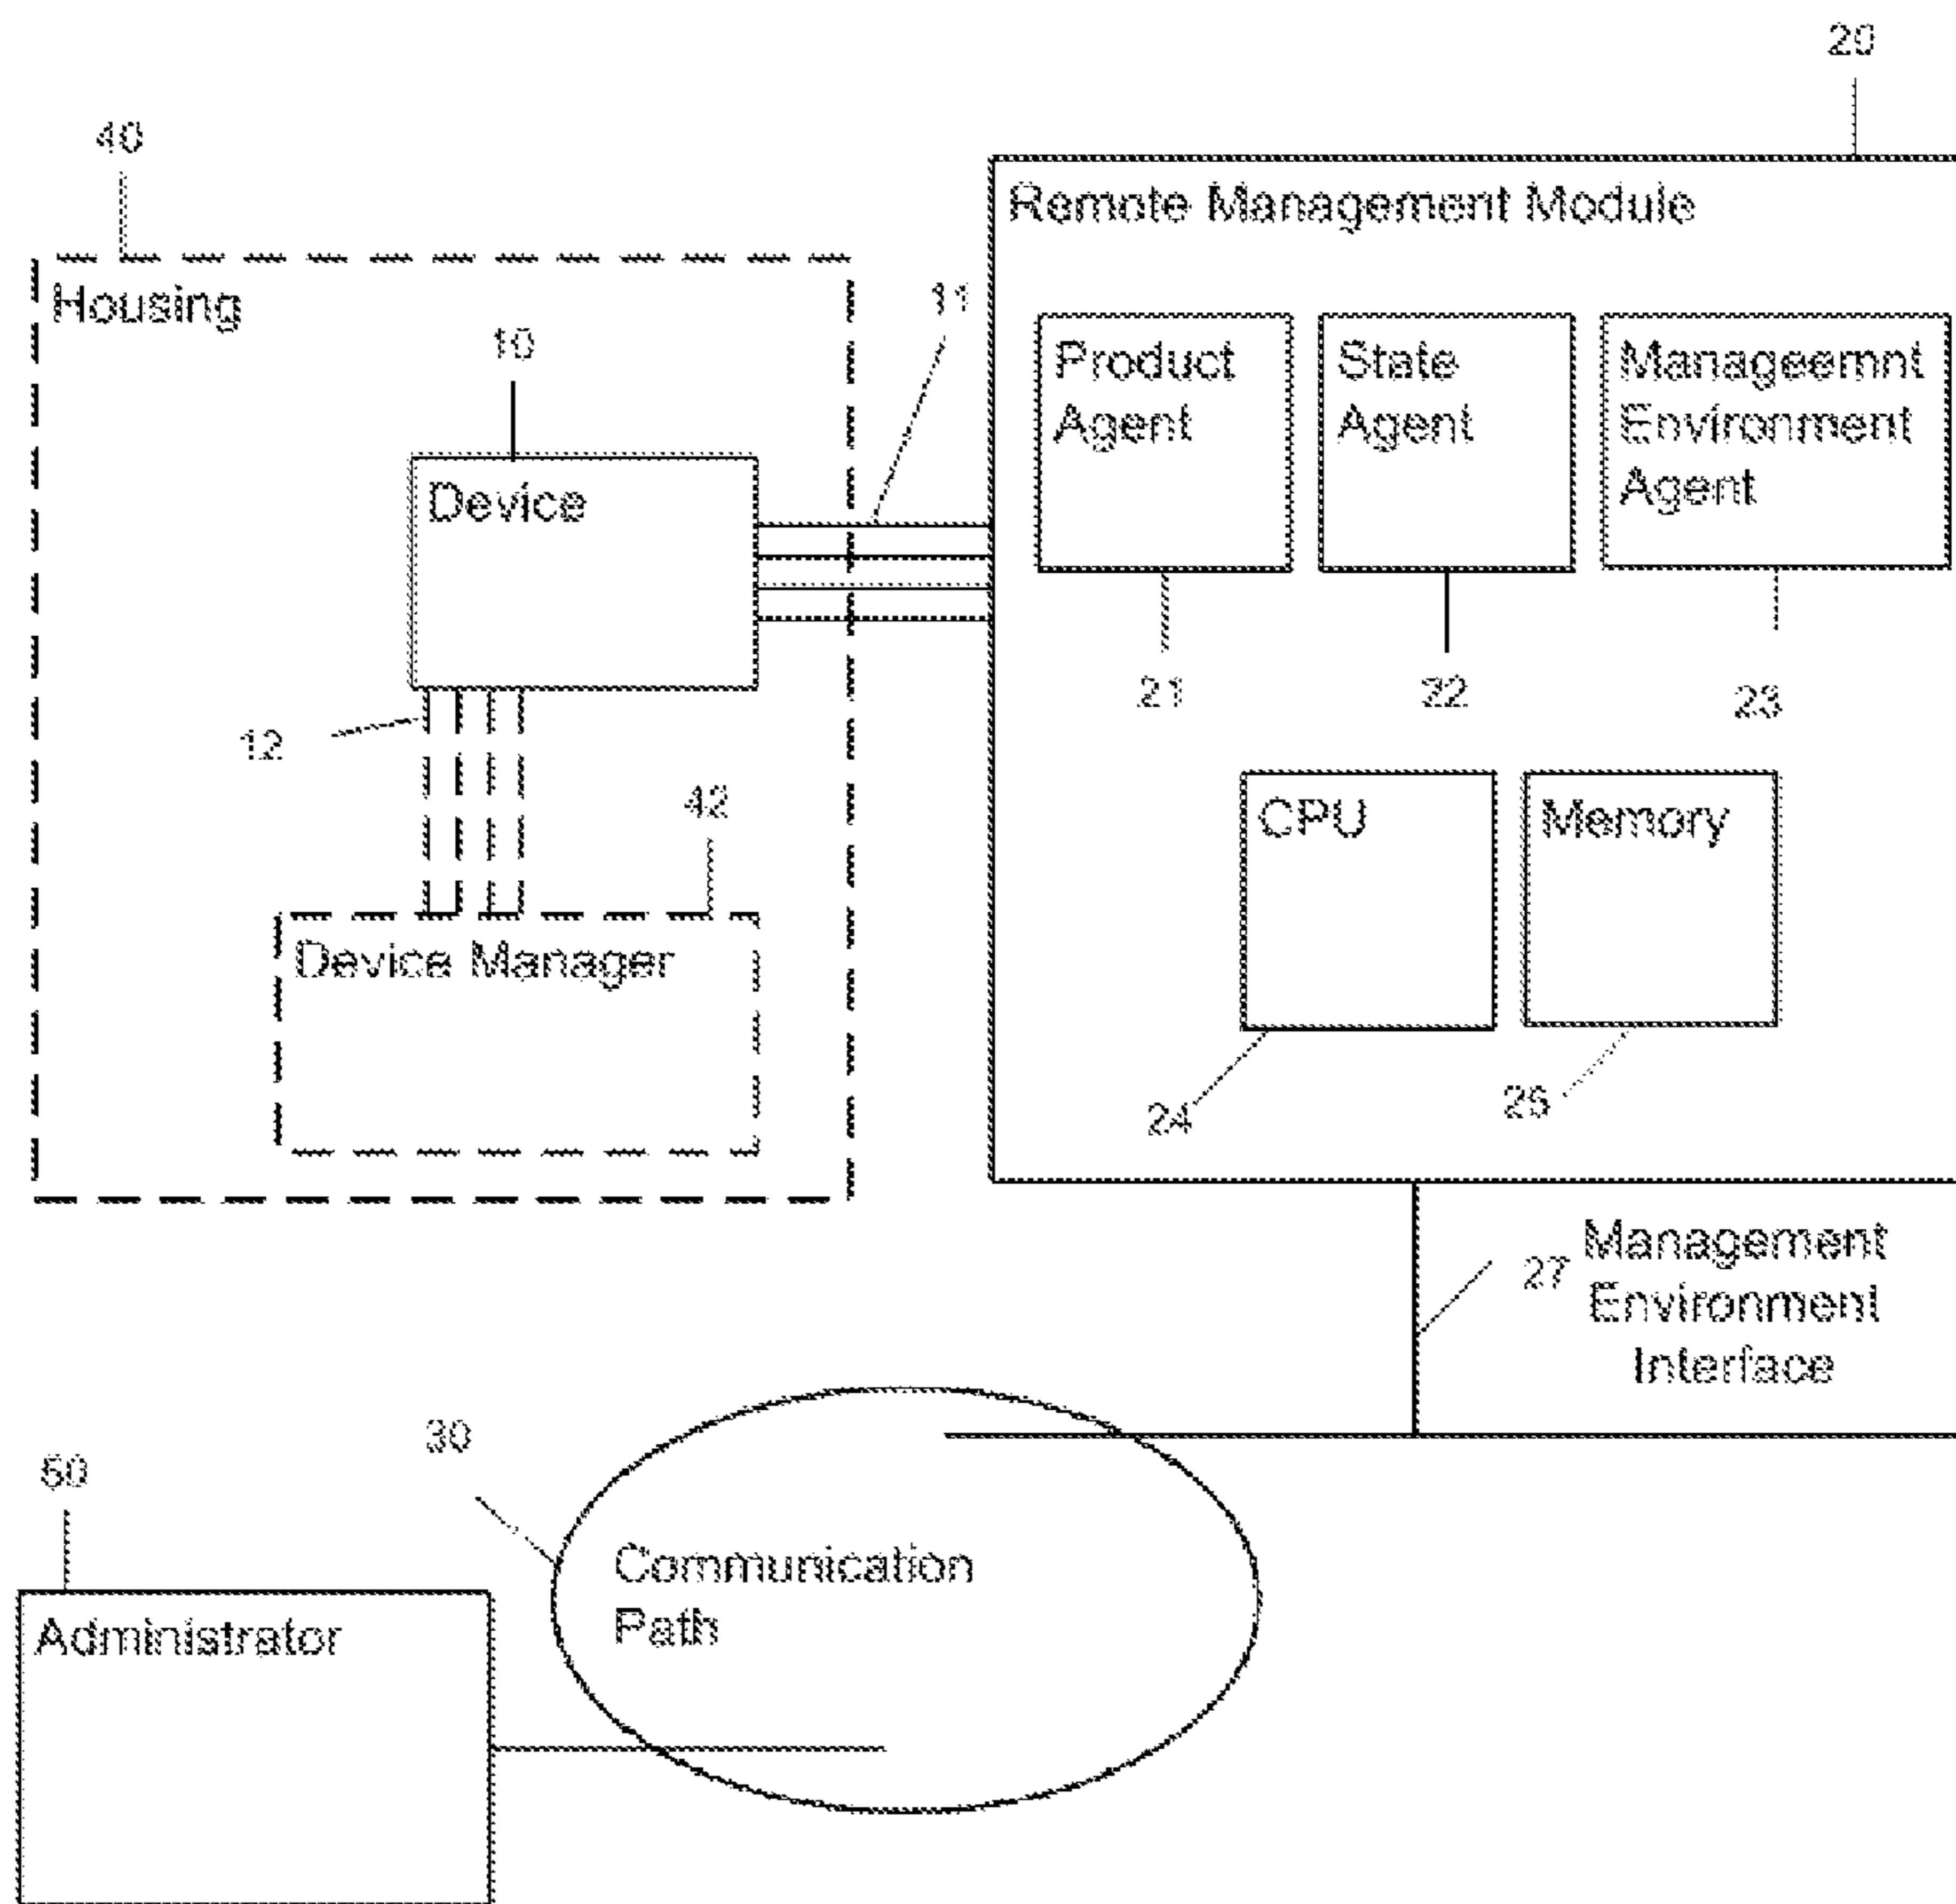 20
40
Remote Management Module
Housing
11
10
Product
Agent
State
Agent
Manageemnt
Environment
Agent
Device
21
22
23
12
42
CPU
Memory
Device Manager
24
26
Management
Environment
Interface
27
30
50
Communication
Path
Administrator